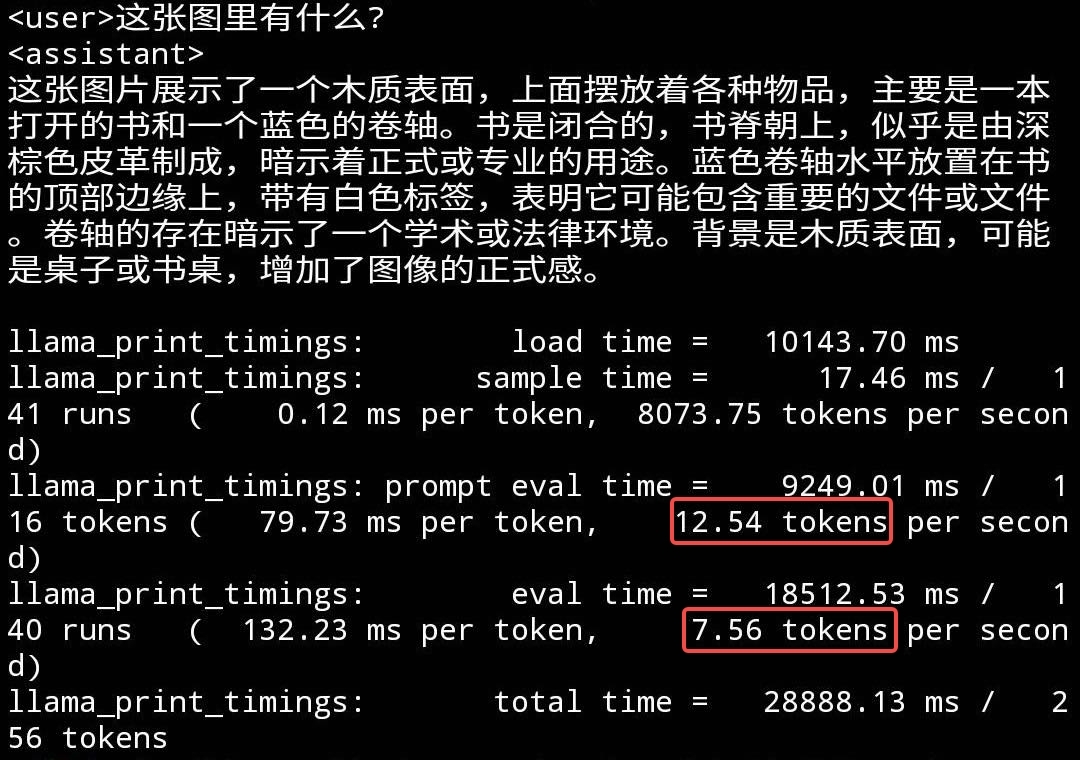 <user>这张图里有什么?
<assistant>
这张图片展示了一个木质表面，上面摆放着各种物品，主要是一本
打开的书和一个蓝色的卷轴。书是闭合的，书脊朝上，似乎是由深
棕色皮革制成，暗示着正式或专业的用途。蓝色卷轴水平放置在书
的顶部边缘上，带有白色标签，表明它可能包含重要的文件或文件
。卷轴的存在暗示了一个学术或法律环境。背景是木质表面，可能
是桌子或书桌，增加了图像的正式感。
llama_print_timings:        load time =   10143.70 ms
llama_print_timings:      sample time =      17.46 ms /   1
41 runs   (    0.12 ms per token,  8073.75 tokens per secon
d)
llama_print_timings: prompt eval time =    9249.01 ms /   1
16 tokens (   79.73 ms per token,    12.54 tokens per secon
d)
llama_print_timings:        eval time =   18512.53 ms /   1
40 runs   (  132.23 ms per token,     7.56 tokens per secon
d)
llama_print_timings:       total time =   28888.13 ms /   2
56 tokens